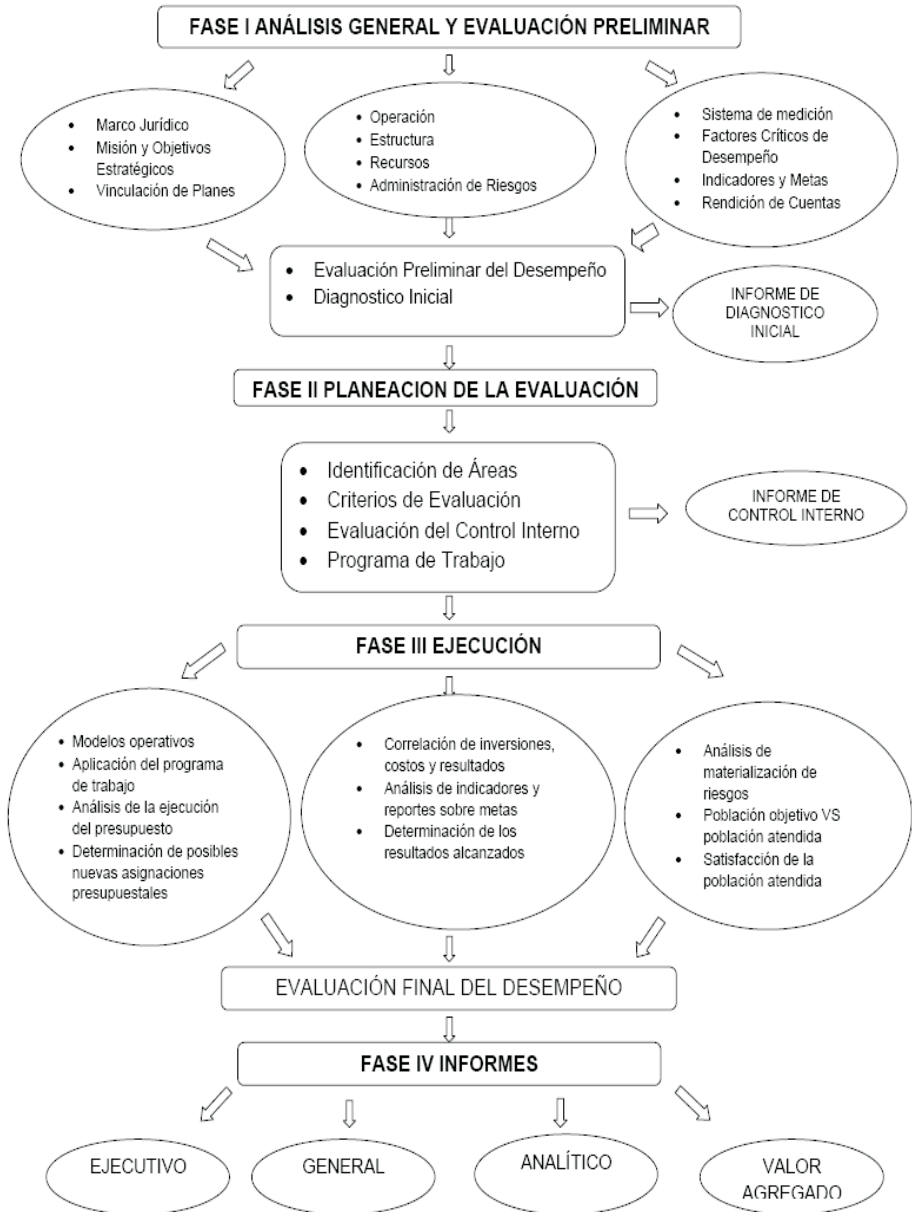 FASE I ANÁLISIS GENERAL Y EVALUACIÓN PRELIMINAR
• Marco Jurídico
• Misión y Objetivos
Estratégicos
• Vinculación de Planes
• Operación
• Estructura
• Recursos
• Administración de Riesgos
• Sistema de medición
• Factores Críticos de
Desempeño
• Indicadores y Metas
• Rendición de Cuentas
• Evaluación Preliminar del Desempeño
• Diagnostico Inicial
INFORME DE
DIAGNOSTICO
INICIAL
FASE II PLANEACION DE LA EVALUACIÓN
• Identificación de Áreas
• Criterios de Evaluación
• Evaluación del Control Interno
• Programa de Trabajo
INFORME DE
CONTROL INTERNO
FASE III EJECUCIÓN
• Modelos operativos
• Aplicación del programa
de trabajo
• Análisis de la ejecución
del presupuesto
• Determinación de posibles
nuevas asignaciones
presupuestales
• Correlación de inversiones,
costos y resultados
• Análisis de indicadores y
reportes sobre metas
• Determinación de los
resultados alcanzados
• Análisis de
materialización de
riesgos
• Población objetivo VS
población atendida
• Satisfacción de la
población atendida
EVALUACIÓN FINAL DEL DESEMPEÑO
FASE IV INFORMES
EJECUTIVO
GENERAL
ANALÍTICO
VALOR
AGREGADO